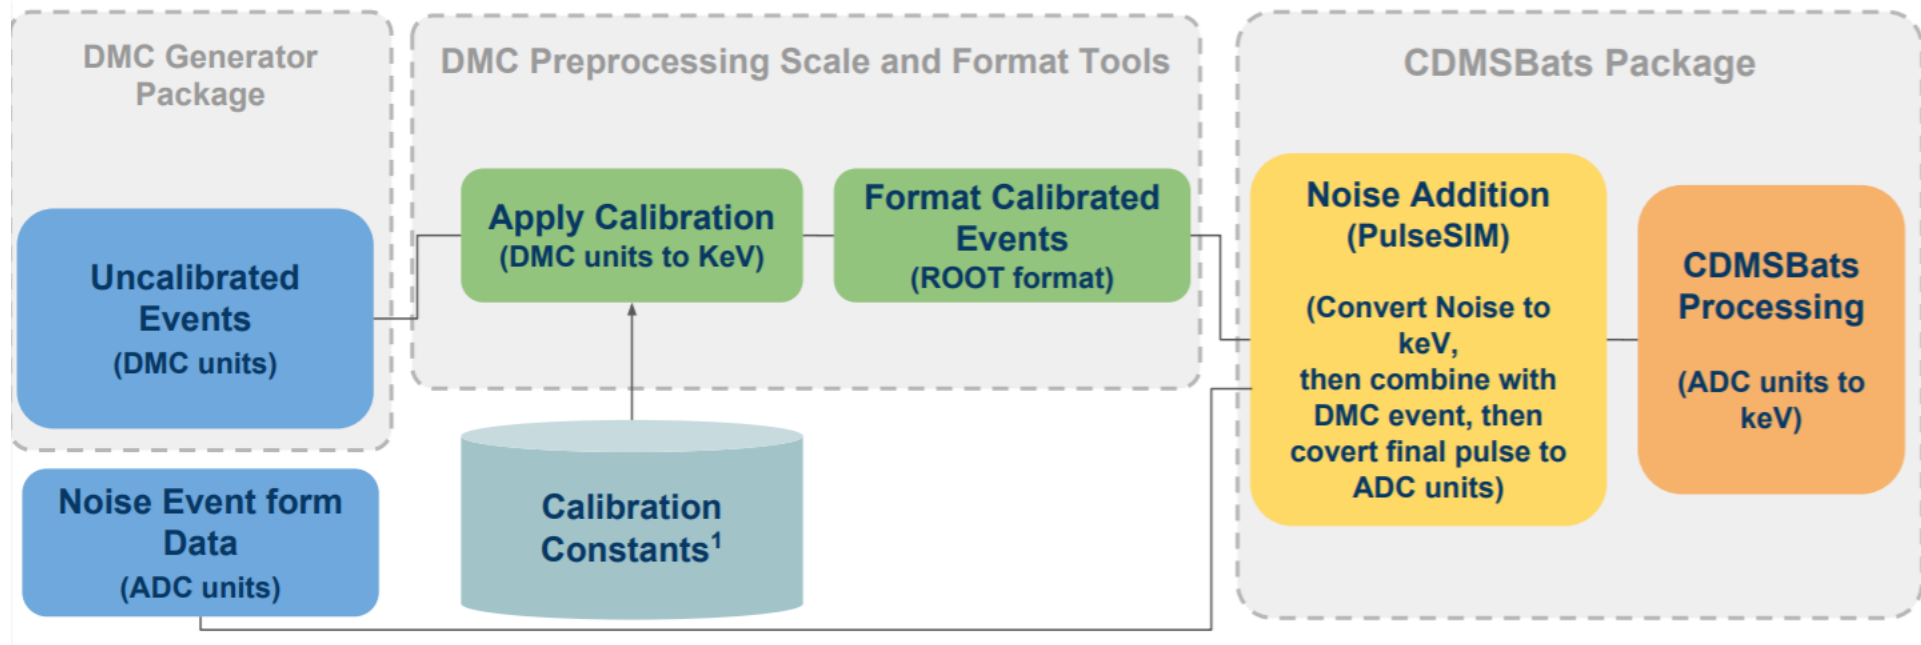 DMC Generator
Package
DMC Preprocessing Scale and Format Tools
CDMSBats Package
Uncalibrated
Events
(DMC units)
Noise Event form
Data
(ADC units)
Apply Calibration
(DMC units to KeV)
Format Calibrated
Events
(ROOT format)
Calibration
Constants¹
Noise Addition
(PulseSIM)
(Convert Noise to
keV,
then combine with
DMC event, then
covert final pulse to
ADC units)
CDMSBats
Processing
(ADC units to
keV)